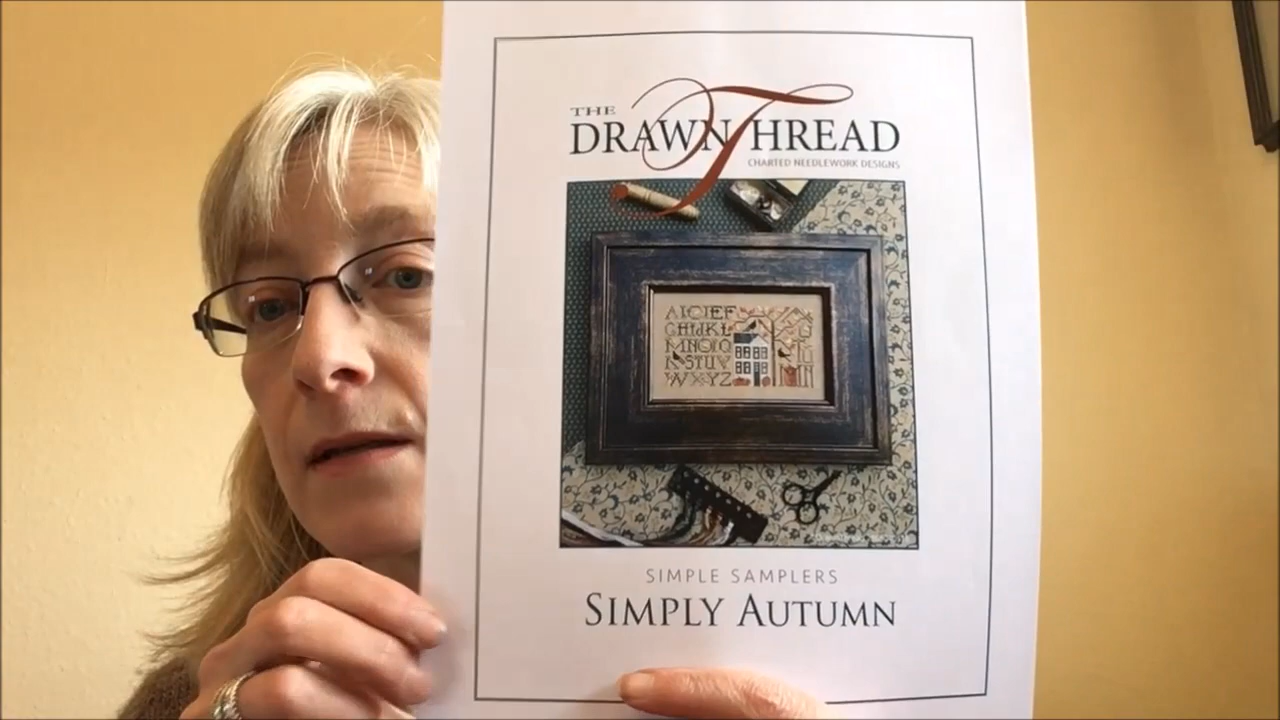 THE
DRAWN THREAD
CHARTED NEEDLEWORK DESIGNS
SIMPLE SAMPLERS
SIMPLY AUTUMN